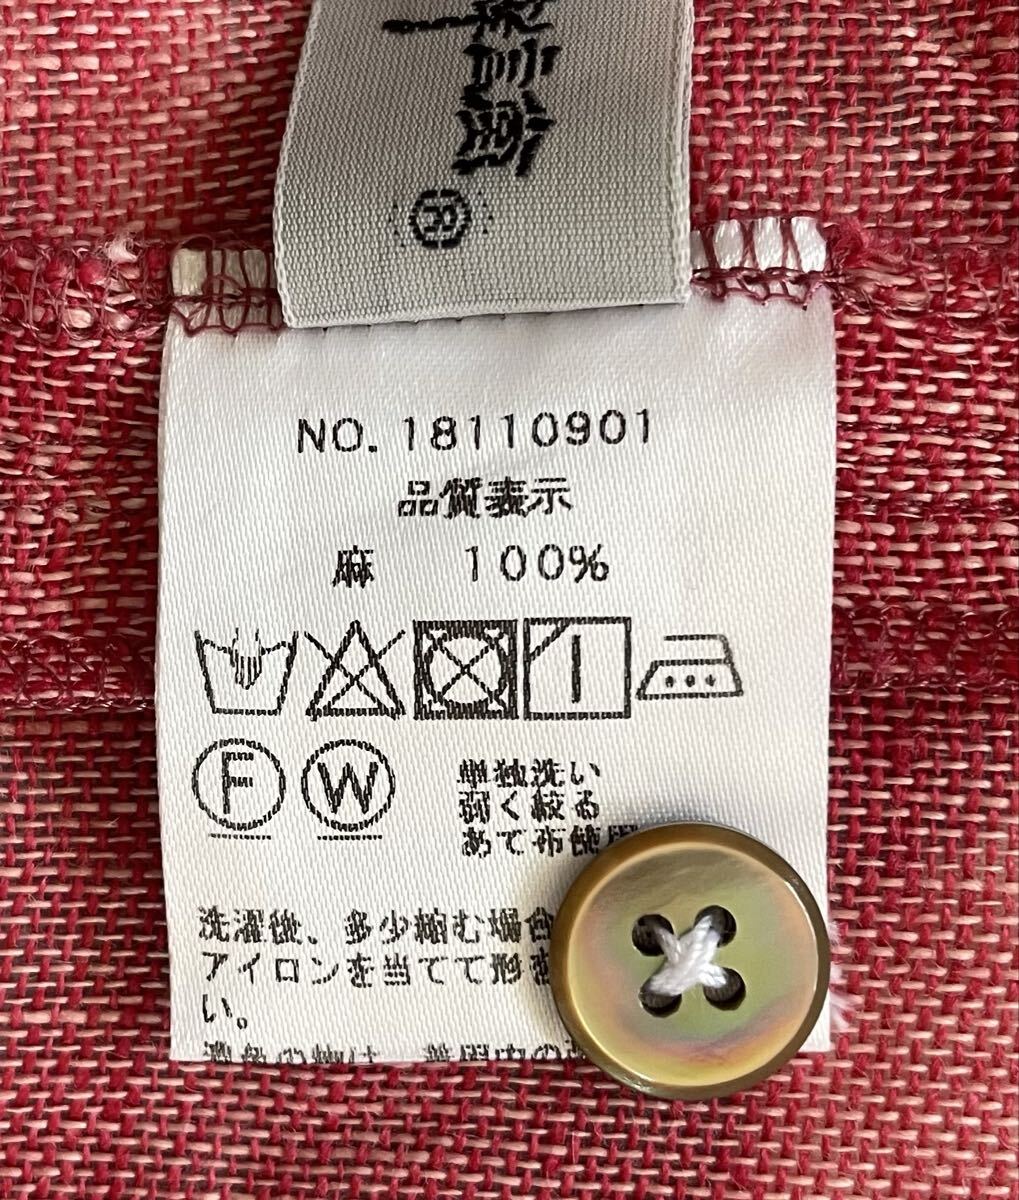 NO.18110901
品質表示
麻 100%
F W
単独洗い
弱く絞る
あて布使用
洗濯後、多少縮む場合
アイロンを当てて形を
い。